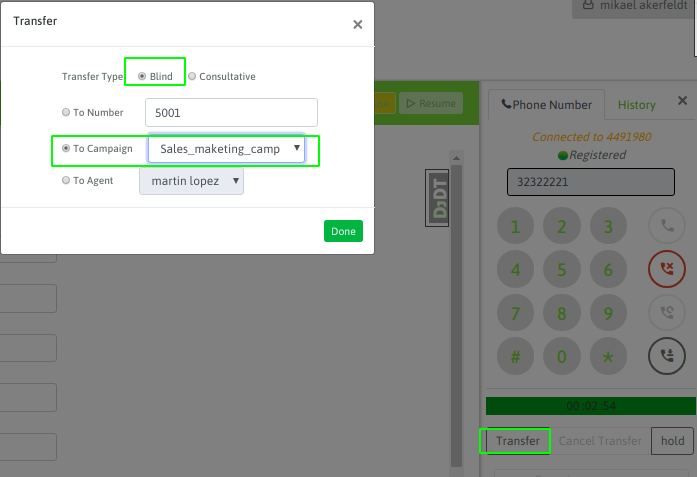 Transfer
×
Transfer Type Blind Consultative
To Number 5001
To Campaign Sales_maketing_camp
To Agent martin lopez
Done
mikael akerfeldt
Resume
Phone Number History ×
Connected to 4491980
Registered
32322221
1 2 3
4 5 6
7 8 9
# 0 *
00:02:54
Transfer Cancel Transfer hold
DjDT